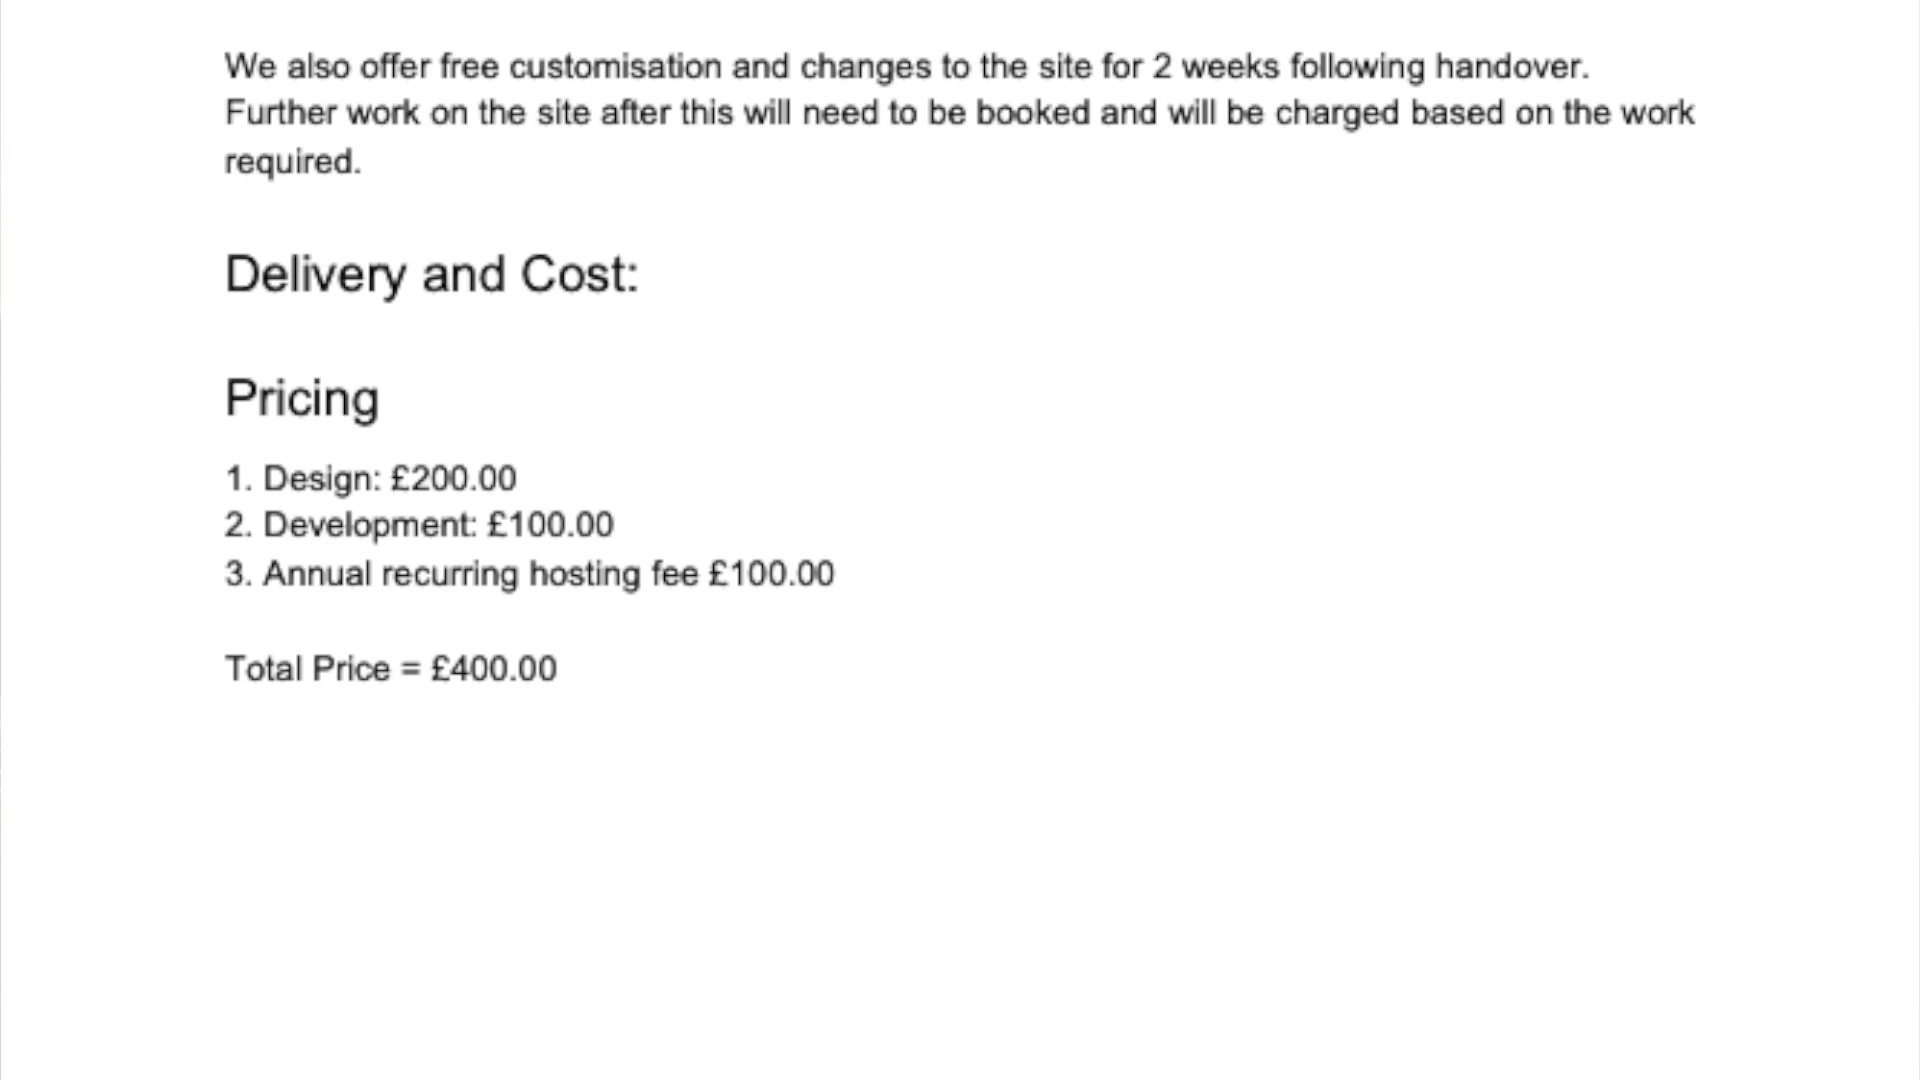 We also offer free customisation and changes to the site for 2 weeks following handover.
Further work on the site after this will need to be booked and will be charged based on the work
required.
Delivery and Cost:
Pricing
1. Design: £200.00
2. Development: £100.00
3. Annual recurring hosting fee £100.00
Total Price = £400.00